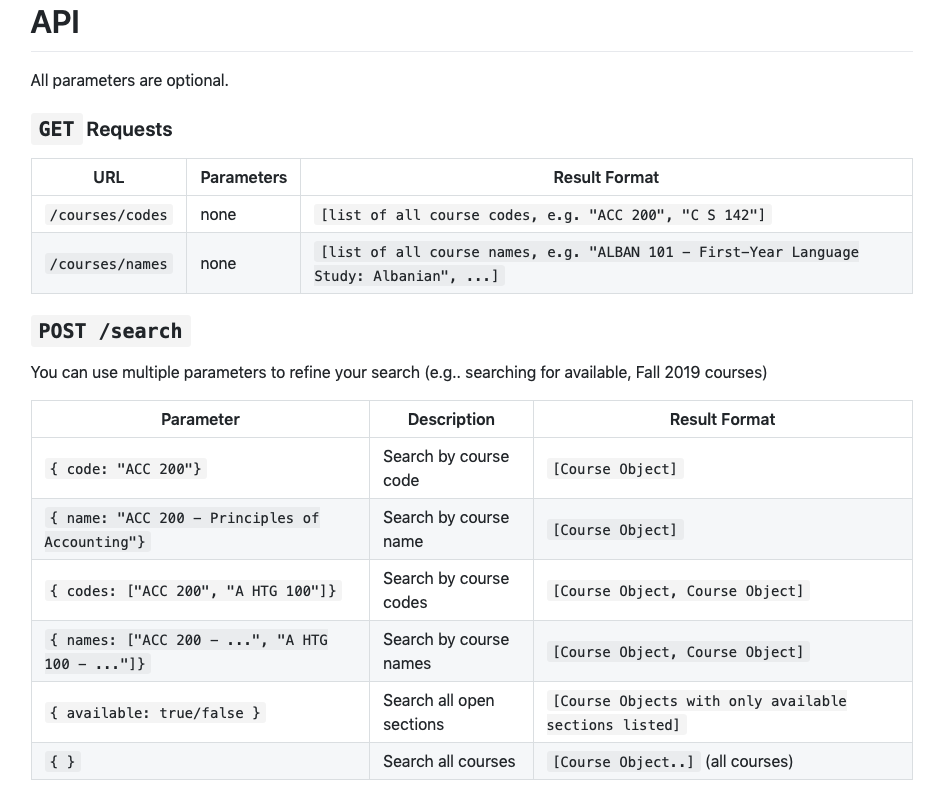 API
All parameters are optional.
GET Requests
URL Parameters Result Format
/courses/codes none [list of all course codes, e.g. "ACC 200", "C S 142"]
/courses/names none [list of all course names, e.g. "ALBAN 101 – First-Year Language
Study: Albanian", ...]
POST /search
You can use multiple parameters to refine your search (e.g.. searching for available, Fall 2019 courses)
Parameter Description Result Format
{ code: "ACC 200"} Search by course
code [Course Object]
{ name: "ACC 200 – Principles of
Accounting"} Search by course
name [Course Object]
{ codes: ["ACC 200", "A HTG 100"]} Search by course
codes [Course Object, Course Object]
{ names: ["ACC 200 – ...", "A HTG
100 – ..."]} Search by course
names [Course Object, Course Object]
{ available: true/false } Search all open
sections [Course Objects with only available
sections listed]
{ } Search all courses [Course Object..] (all courses)